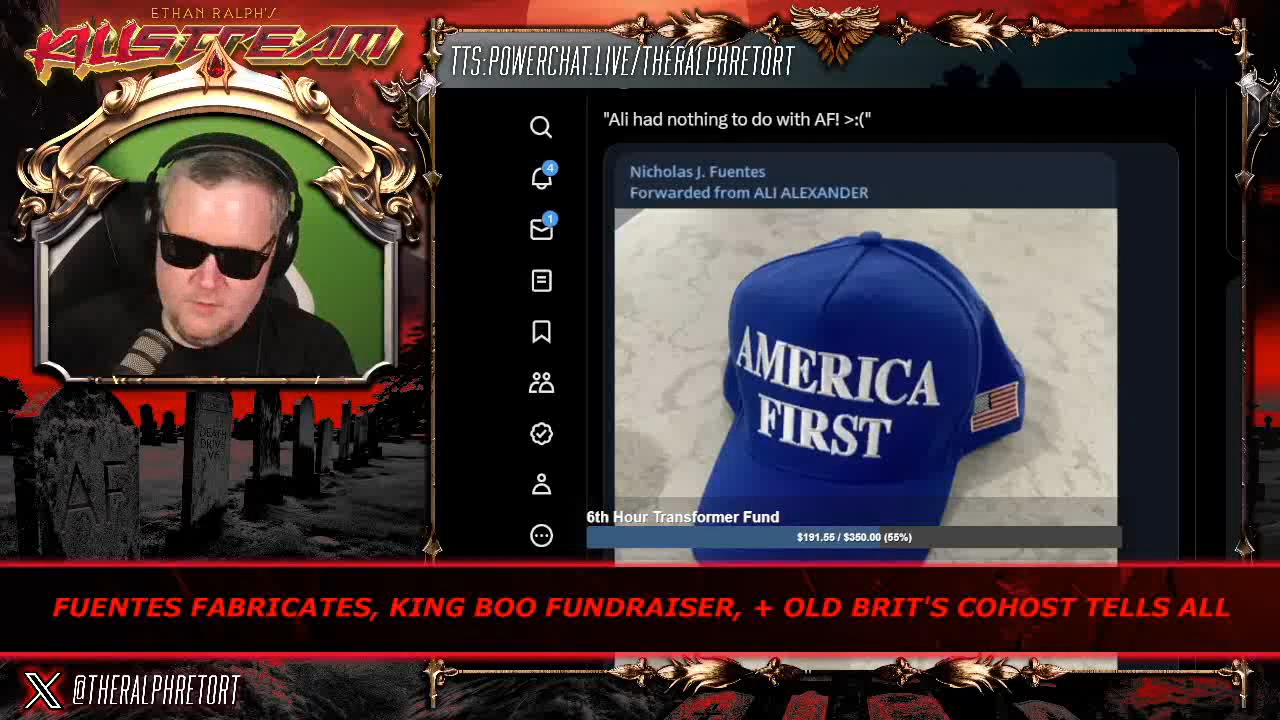 ETHAN RALPH'S
KILLSTREAM
TTS:POWERCHAT.LIVE/THERALPHRETORT
"Ali had nothing to do with AF! >:("
4
Nicholas J. Fuentes
Forwarded from ALI ALEXANDER
1
AMERICA
FIRST
AF
6th Hour Transformer Fund
$191.55 / $350.00 (55%)
FUENTES FABRICATES, KING BOO FUNDRAISER, + OLD BRIT'S COHOST TELLS ALL
@THERALPHRETORT